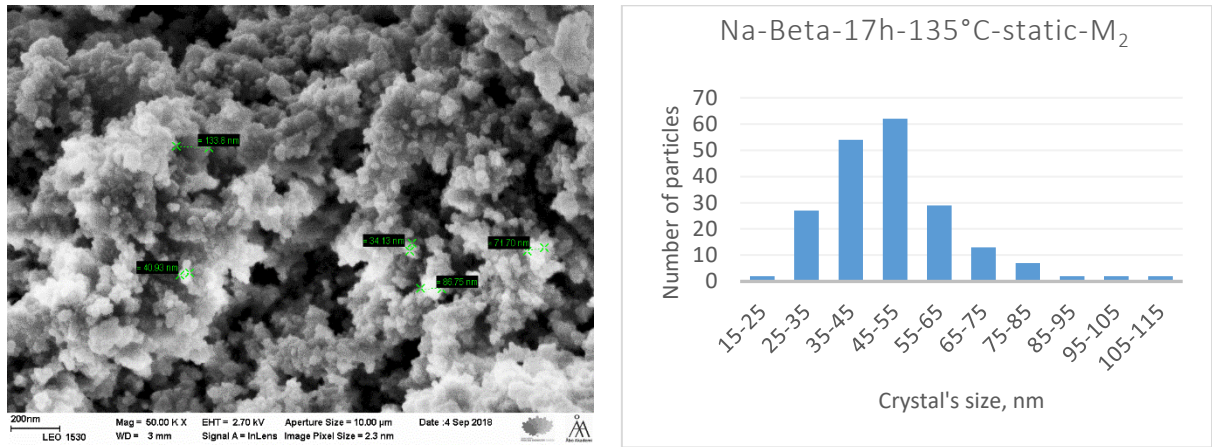 = 133.8 nm
= 34.13 nm
= 71.70 nm
= 40.93 nm
= 86.75 nm
200nm
Mag = 50.00 K X EHT = 2.70 kV Aperture Size = 10.00 µm Date :4 Sep 2018
LEO 1530 WD = 3 mm Signal A = InLens Image Pixel Size = 2.3 nm
Na-Beta-17h-135°C-static-M₂
Number of particles
70
60
50
40
30
20
10
0
15-25 25-35 35-45 45-55 55-65 65-75 75-85 85-95 95-105 105-115
Crystal's size, nm